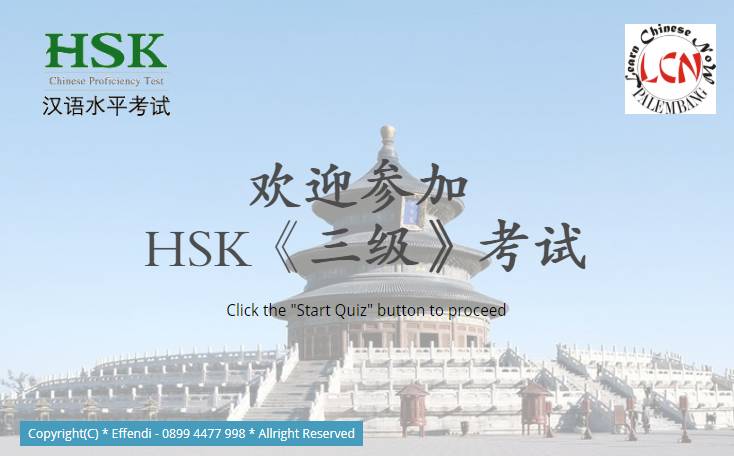 HSK
Chinese Proficiency Test
汉语水平考试
Learn Chinese Now
LCN
PALEMBANG
欢迎参加
HSK《三级》考试
Click the "Start Quiz" button to proceed
Copyright(C) * Effendi - 0899 4477 998 * Allright Reserved